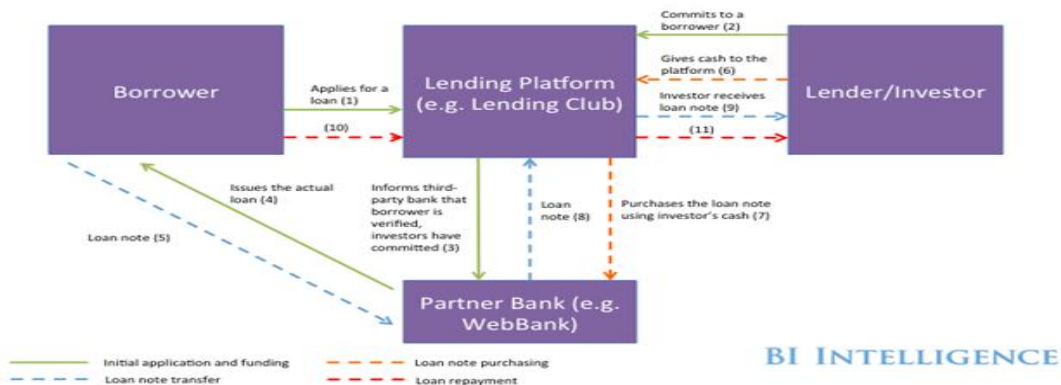 Commits to a
borrower (2)
Borrower
Applies for a
loan (1)
(10)
Lending Platform
(e.g. Lending Club)
Gives cash to the
platform (6)
Investor receives
loan note (9)
(11)
Lender/Investor
Issues the actual
loan (4)
Loan note (5)
Informs third-
party bank that
borrower is
verified,
investors have
committed (3)
Loan
note (8)
Purchases the loan note
using investor's cash (7)
Partner Bank (e.g.
WebBank)
Initial application and funding
Loan note purchasing
Loan note transfer
Loan repayment
BI INTELLIGENCE